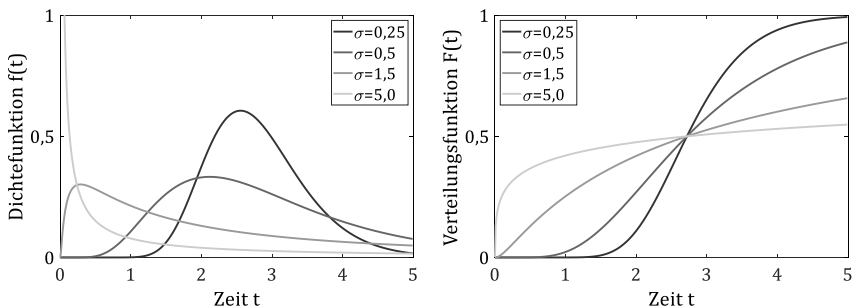 1
0,5
0
Dichtefunktion f(t)
σ=0,25
σ=0,5
σ=1,5
σ=5,0
0 1 2 3 4 5
Zeit t
1
0,5
0
Verteilungsfunktion F(t)
σ=0,25
σ=0,5
σ=1,5
σ=5,0
0 1 2 3 4 5
Zeit t